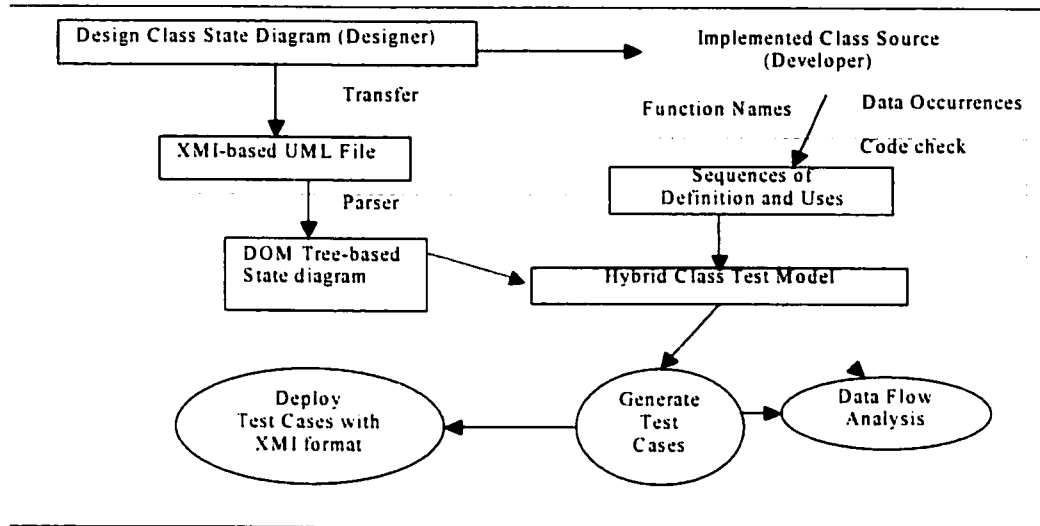 Design Class State Diagram (Designer)
Implemented Class Source
(Developer)
Transfer
Function Names
Data Occurrences
Code check
XMI-based UML File
Sequences of
Definition and Uses
Parser
DOM Tree-based
State diagram
Hybrid Class Test Model
Deploy
Test Cases with
XMI format
Generate
Test
Cases
Data Flow
Analysis